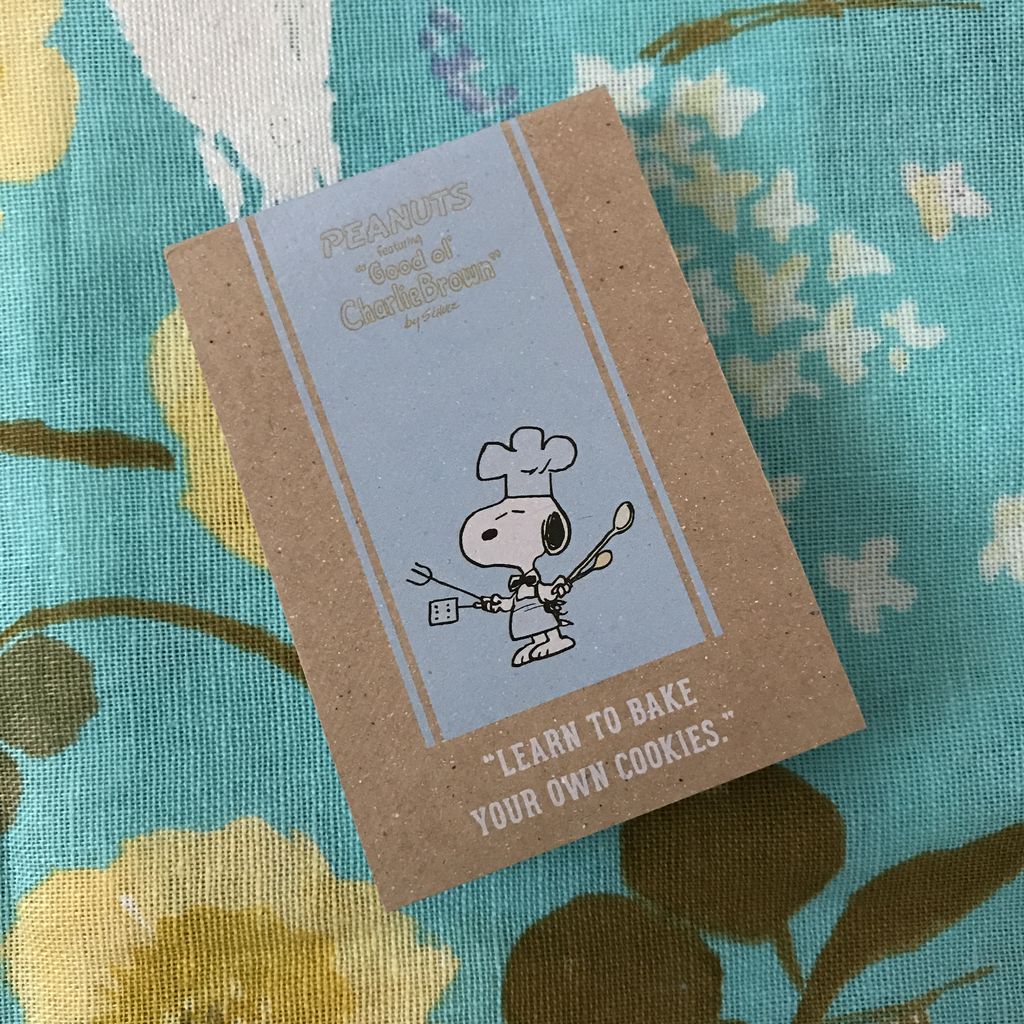 PEANUTS
featuring
"Good ol'
CharlieBrown"
by SCHULZ
"LEARN TO BAKE
YOUR OWN COOKIES."